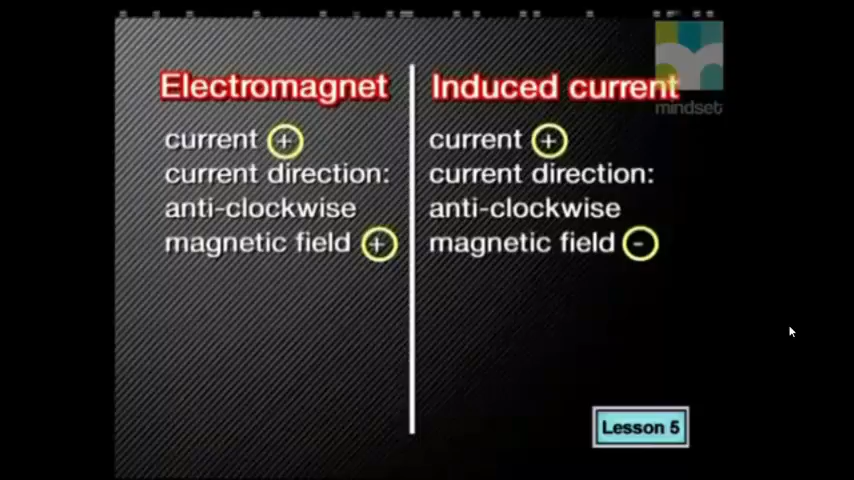 Electromagnet
current +
current direction:
anti-clockwise
magnetic field +
Induced current
current +
current direction:
anti-clockwise
magnetic field -
mindset
Lesson 5